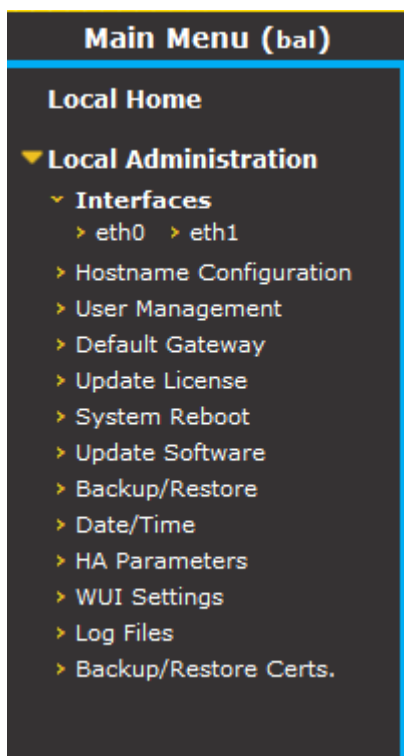 Main Menu (bal)
Local Home
Local Administration
Interfaces
eth0 eth1
Hostname Configuration
User Management
Default Gateway
Update License
System Reboot
Update Software
Backup/Restore
Date/Time
HA Parameters
WUI Settings
Log Files
Backup/Restore Certs.